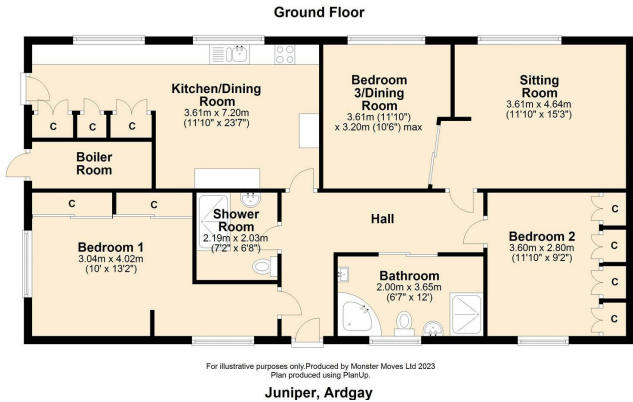 Ground Floor
Kitchen/Dining
Room
3.61m x 7.20m
(11'10" x 23'7")
Bedroom
3/Dining
Room
3.61m (11'10")
x 3.20m (10'6") max
Sitting
Room
3.61m x 4.64m
(11'10" x 15'3")
C
C
C
Boiler
Room
C
C
Shower
Room
2.19m x 2.03m
(7'2" x 6'8")
Hall
Bedroom 1
3.04m x 4.02m
(10' x 13'2")
Bathroom
2.00m x 3.65m
(6'7" x 12')
Bedroom 2
3.60m x 2.80m
(11'10" x 9'2")
C
C
C
C
For illustrative purposes only.Produced by Monster Moves Ltd 2023
Plan produced using PlanUp.
Juniper, Ardgay